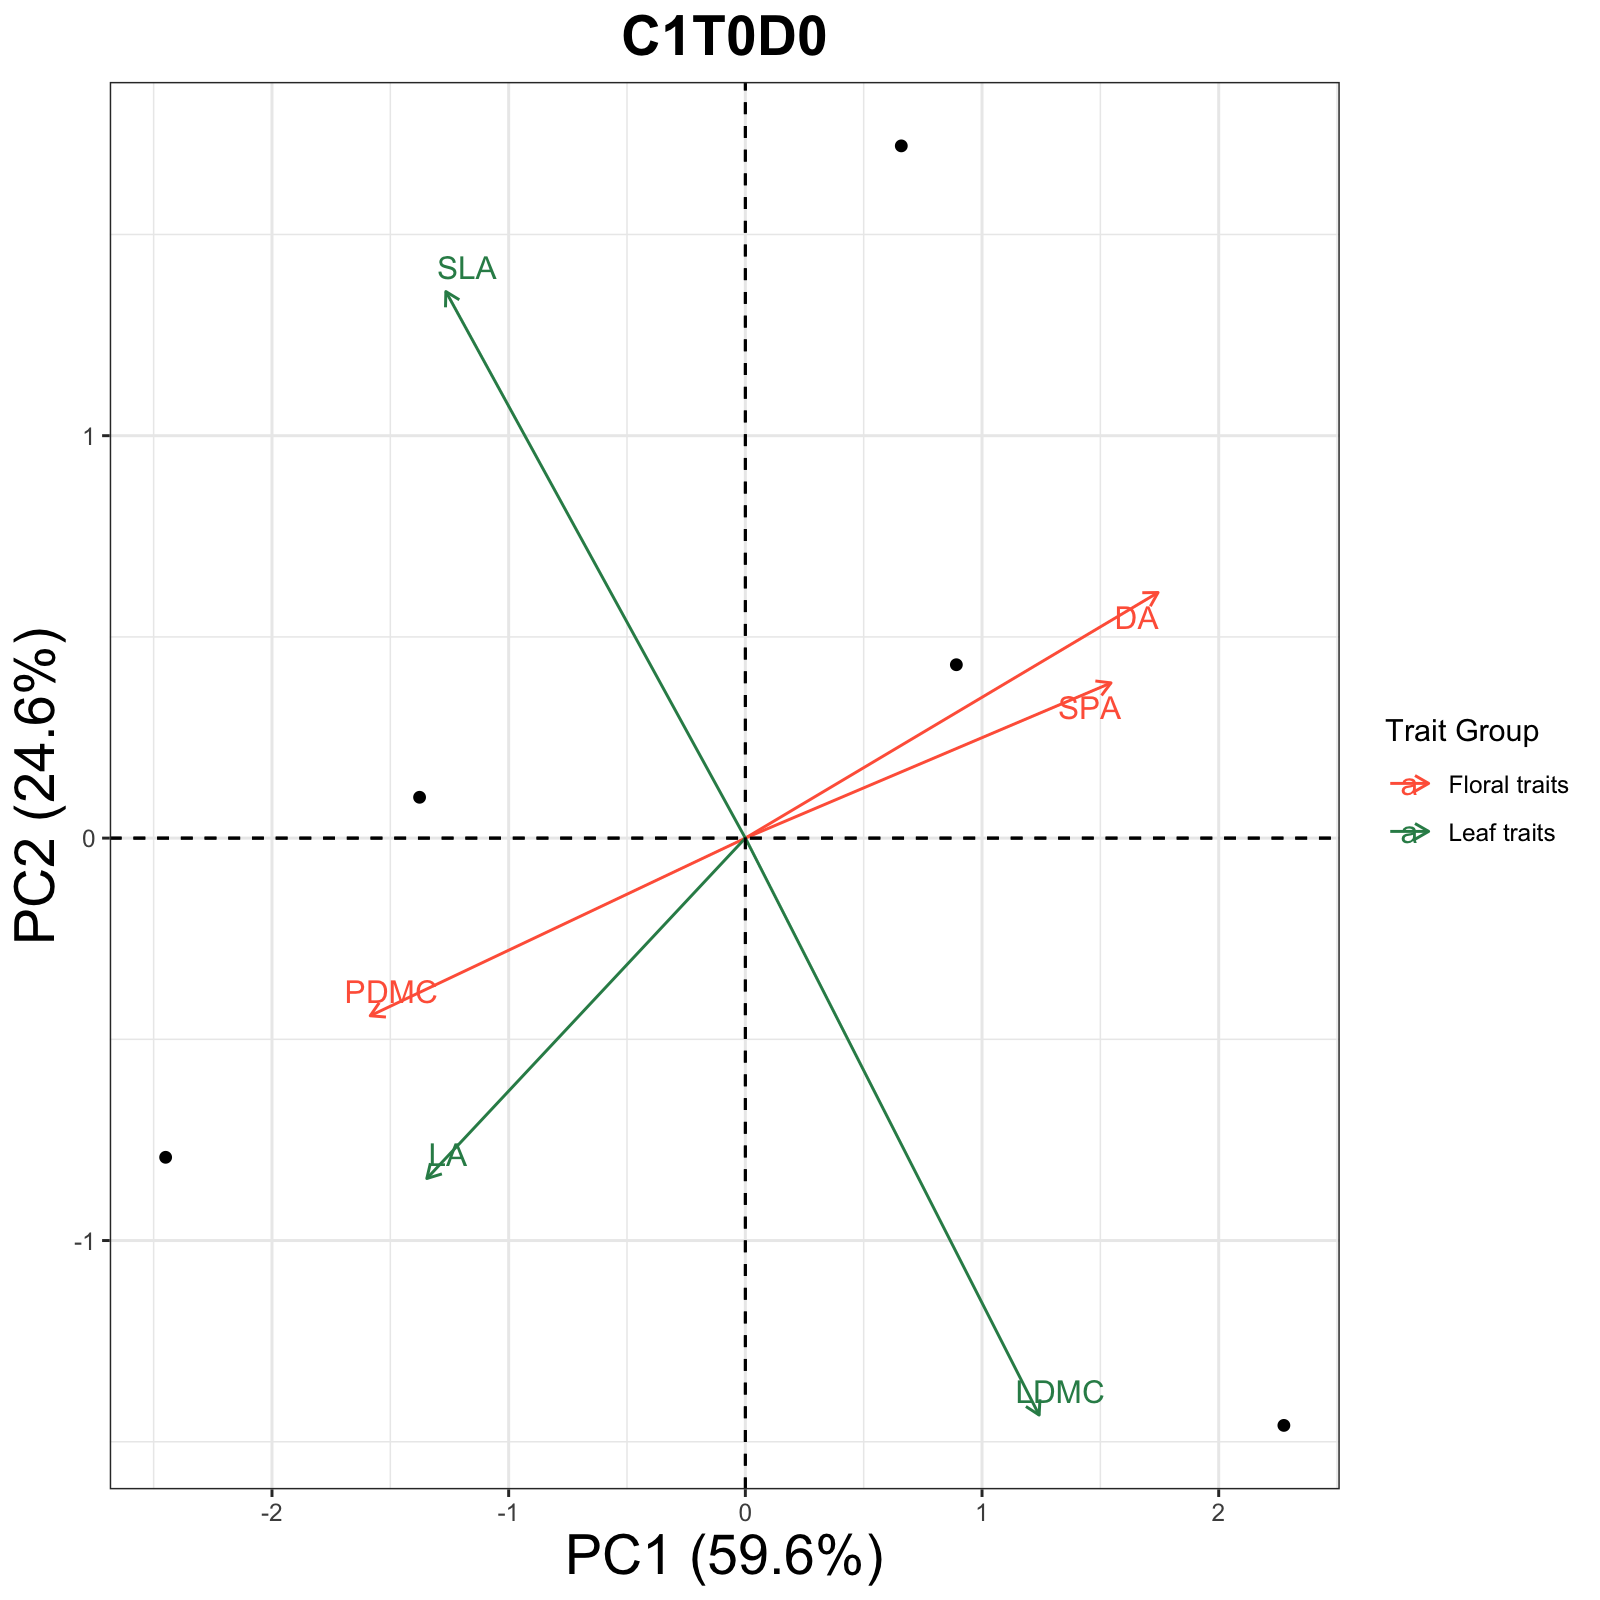 C1T0D0
SLA
DA
SPA
PDMC
LA
LDMC
1
0
-1
-2
-1
0
1
2
PC1 (59.6%)
PC2 (24.6%)
Trait Group
a Floral traits
a Leaf traits